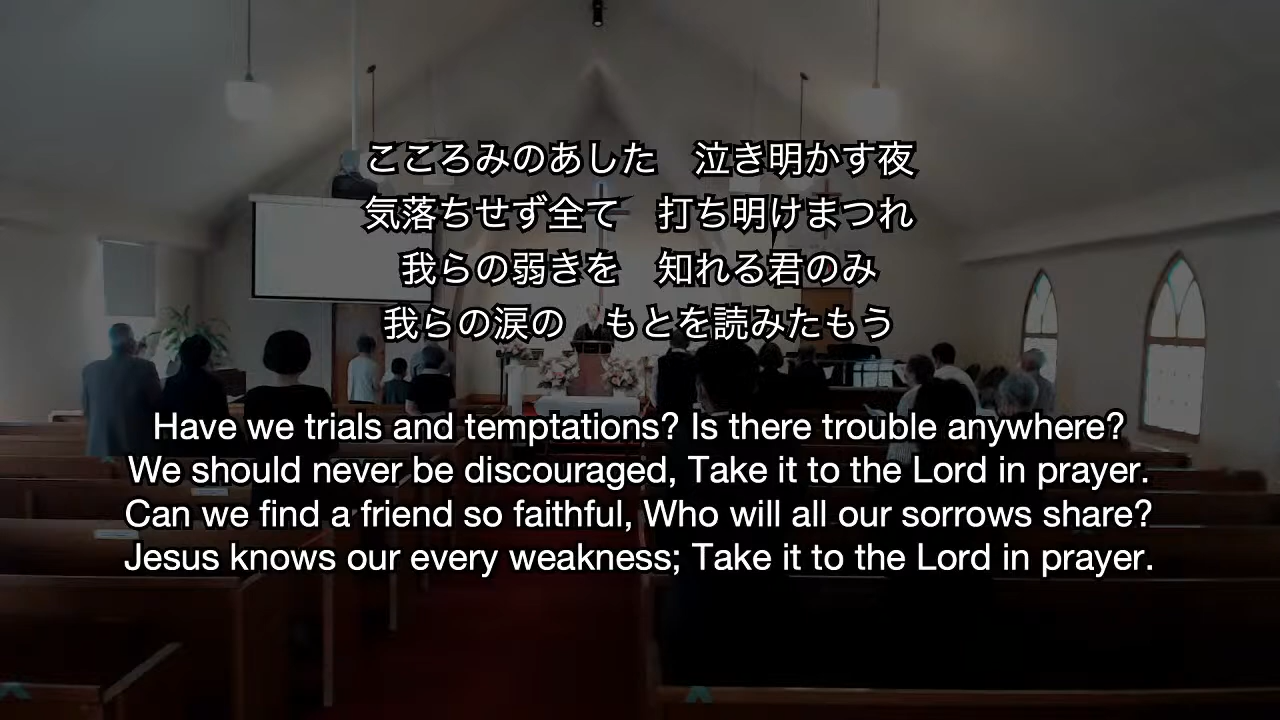 こころみのあした　泣き明かす夜
気落ちせず全て　打ち明けまつれ
我らの弱きを　知れる君のみ
我らの涙の　もとを読みたもう
Have we trials and temptations? Is there trouble anywhere?
We should never be discouraged, Take it to the Lord in prayer.
Can we find a friend so faithful, Who will all our sorrows share?
Jesus knows our every weakness; Take it to the Lord in prayer.